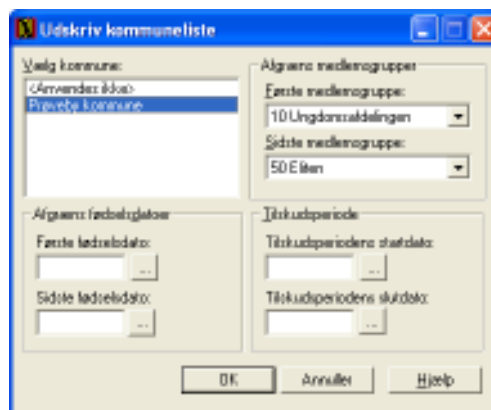 Udskriv kommuneliste
Vælg kommune:
<Anvendes ikke>
Prøveby kommune
Afgræns medlemsgrupper
Første medlemsgruppe:
10 Ungdomsafdelingen
Sidste medlemsgruppe:
50 Eliten
Afgræns fødselsdatoer
Første fødselsdato:
...
Sidste fødselsdato:
...
Tilskudsperiode
Tilskudsperiodens startdato:
...
Tilskudsperiodens slutdato:
...
OK
Annuller
Hjælp